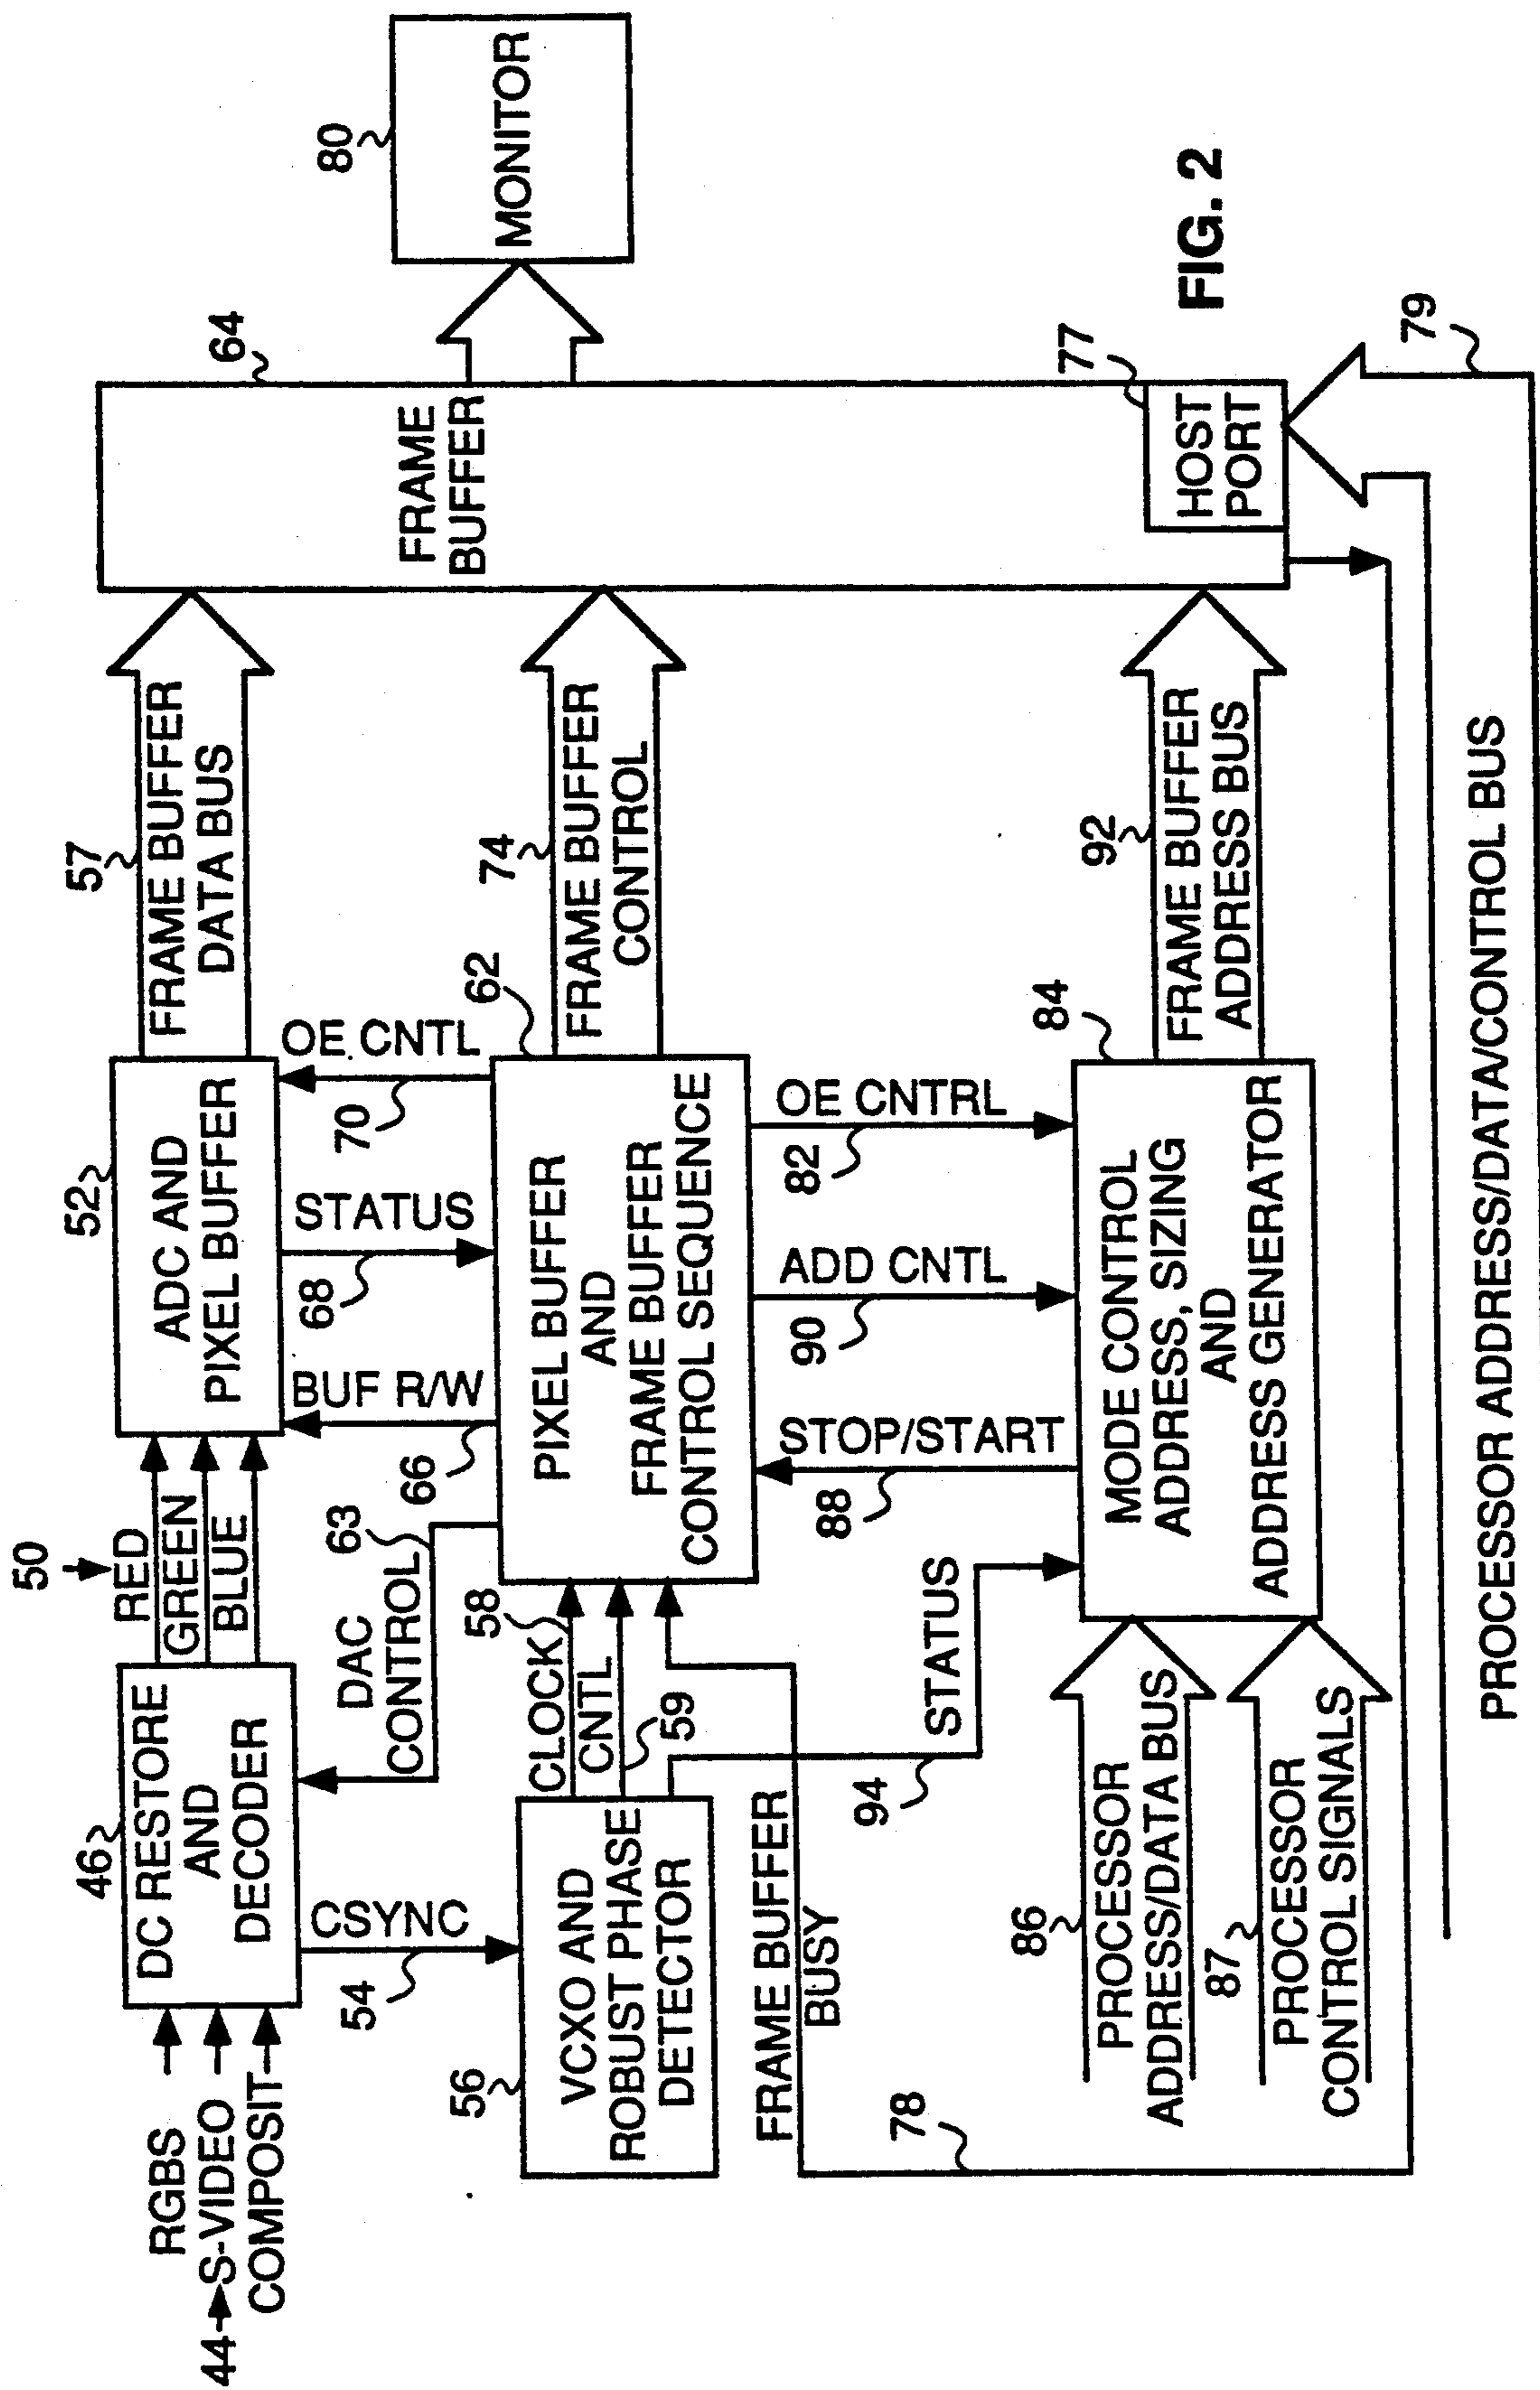 44
RGBS
S-VIDEO
COMPOSIT
46
DC RESTORE
AND
DECODER
50
RED
GREEN
BLUE
52
ADC AND
PIXEL BUFFER
57
FRAME BUFFER
DATA BUS
64
FRAME
BUFFER
80
MONITOR
54
CSYNC
DAC
CONTROL
63
66
BUF R/W
68
STATUS
70
OE CNTL
56
VCXO AND
ROBUST PHASE
DETECTOR
CLOCK
58
CNTL
59
PIXEL BUFFER
AND
FRAME BUFFER
CONTROL SEQUENCE
62
74
FRAME BUFFER
CONTROL
FRAME BUFFER
BUSY
94
STATUS
88
STOP/START
90
ADD CNTL
82
OE CNTRL
78
86
PROCESSOR
ADDRESS/DATA BUS
87
PROCESSOR
CONTROL SIGNALS
MODE CONTROL
ADDRESS, SIZING
AND
ADDRESS GENERATOR
84
92
FRAME BUFFER
ADDRESS BUS
77
HOST
PORT
79
PROCESSOR ADDRESS/DATA/CONTROL BUS
FIG. 2